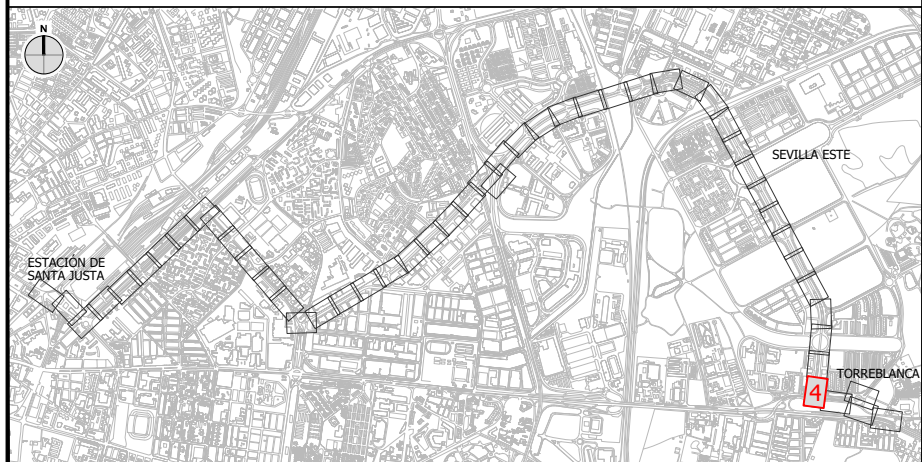 N
SEVILLA ESTE
ESTACIÓN DE
SANTA JUSTA
TORREBLANCA
4